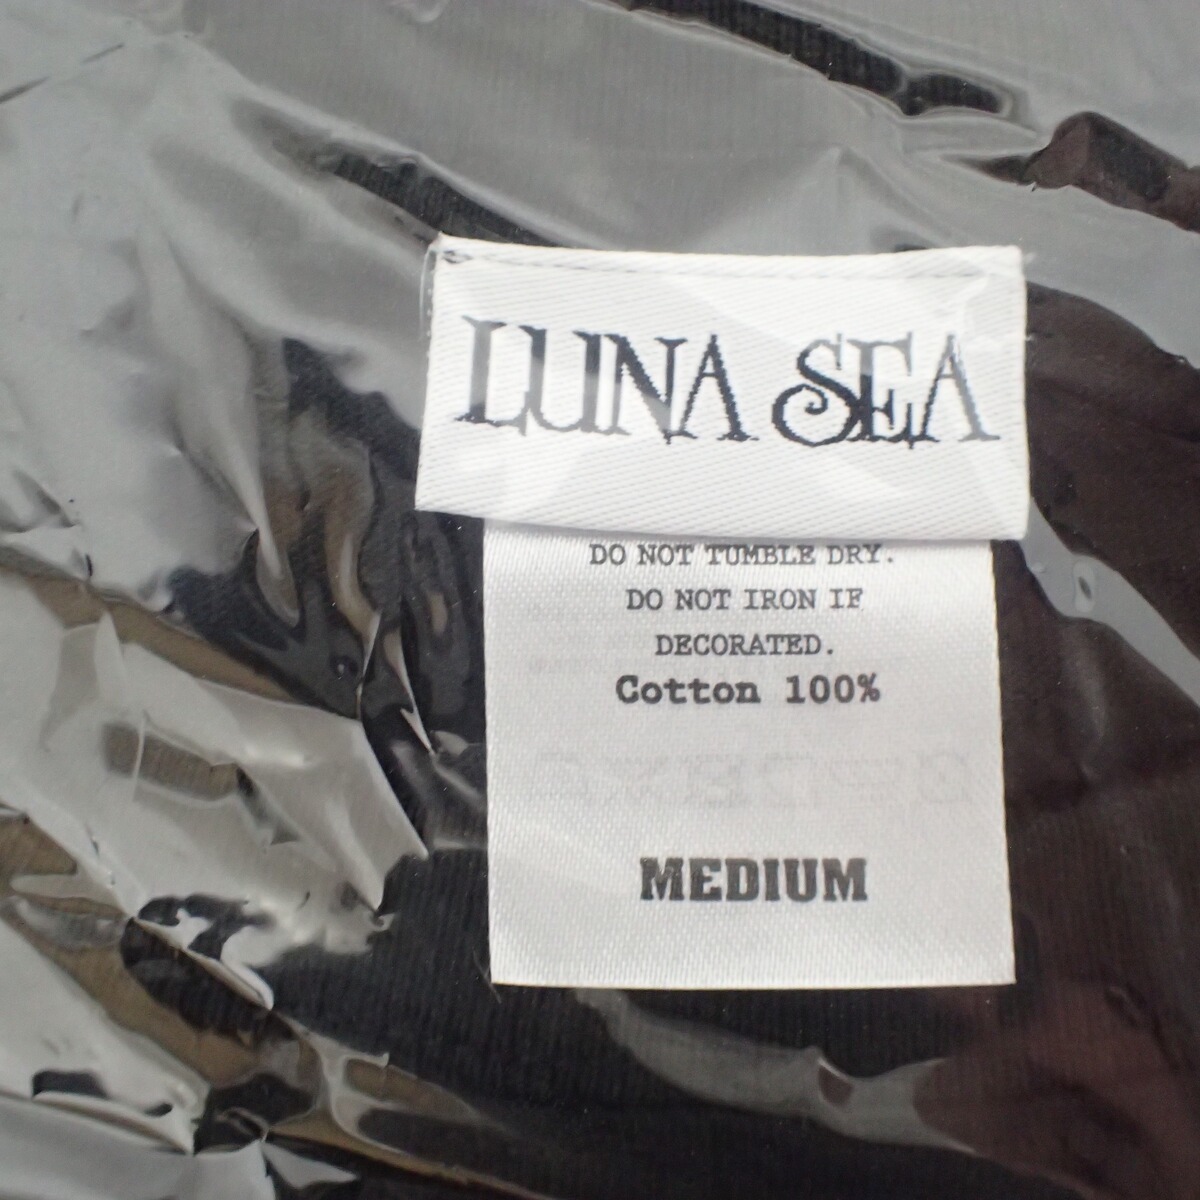 LUNA SEA
DO NOT TUMBLE DRY.
DO NOT IRON IF
DECORATED.
Cotton 100%
MEDIUM